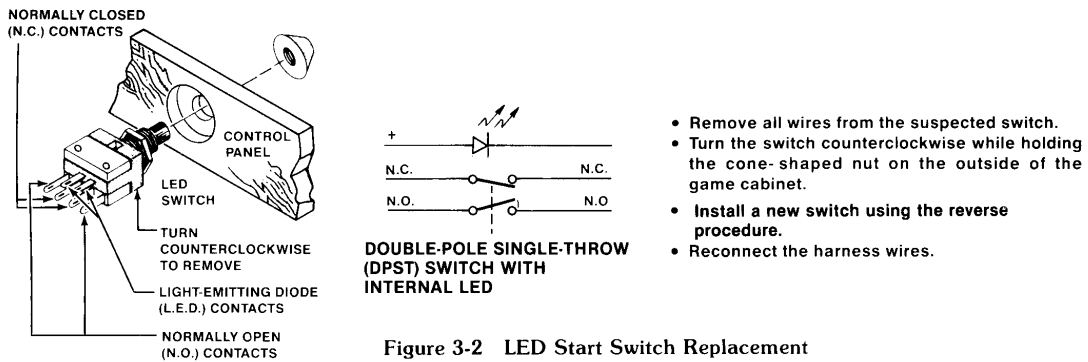 NORMALLY CLOSED
(N.C.) CONTACTS
CONTROL
PANEL
LED
SWITCH
TURN
COUNTERCLOCKWISE
TO REMOVE
LIGHT-EMITTING DIODE
(L.E.D.) CONTACTS
NORMALLY OPEN
(N.O.) CONTACTS
+
N.C. N.C.
N.O. N.O
DOUBLE-POLE SINGLE-THROW
(DPST) SWITCH WITH
INTERNAL LED
• Remove all wires from the suspected switch.
• Turn the switch counterclockwise while holding
the cone- shaped nut on the outside of the
game cabinet.
• Install a new switch using the reverse
procedure.
• Reconnect the harness wires.
Figure 3-2 LED Start Switch Replacement